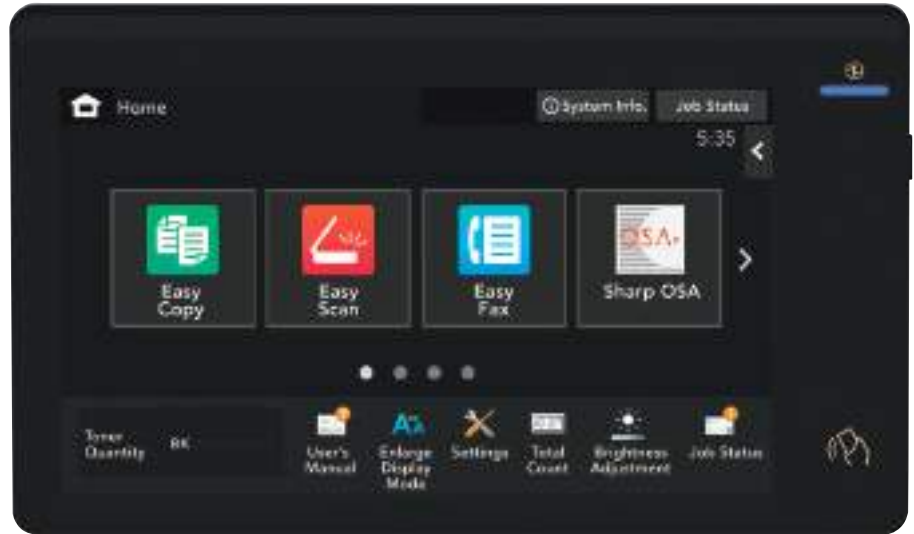 Home
System Info.
Job Status
5:35
Easy
Copy
Easy
Scan
Easy
Fax
OSA
Sharp OSA
Toner
Quantity
BK
User's
Manual
Enlarge
Display
Mode
Settings
Total
Count
Brightness
Adjustment
Job Status